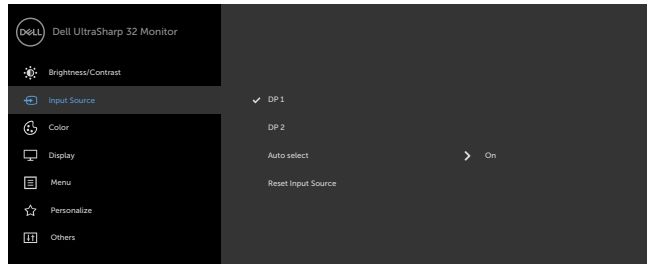 DELL Dell UltraSharp 32 Monitor
Brightness/Contrast
Input Source
Color
Display
Menu
Personalize
Others
DP 1
DP 2
Auto select On
Reset Input Source